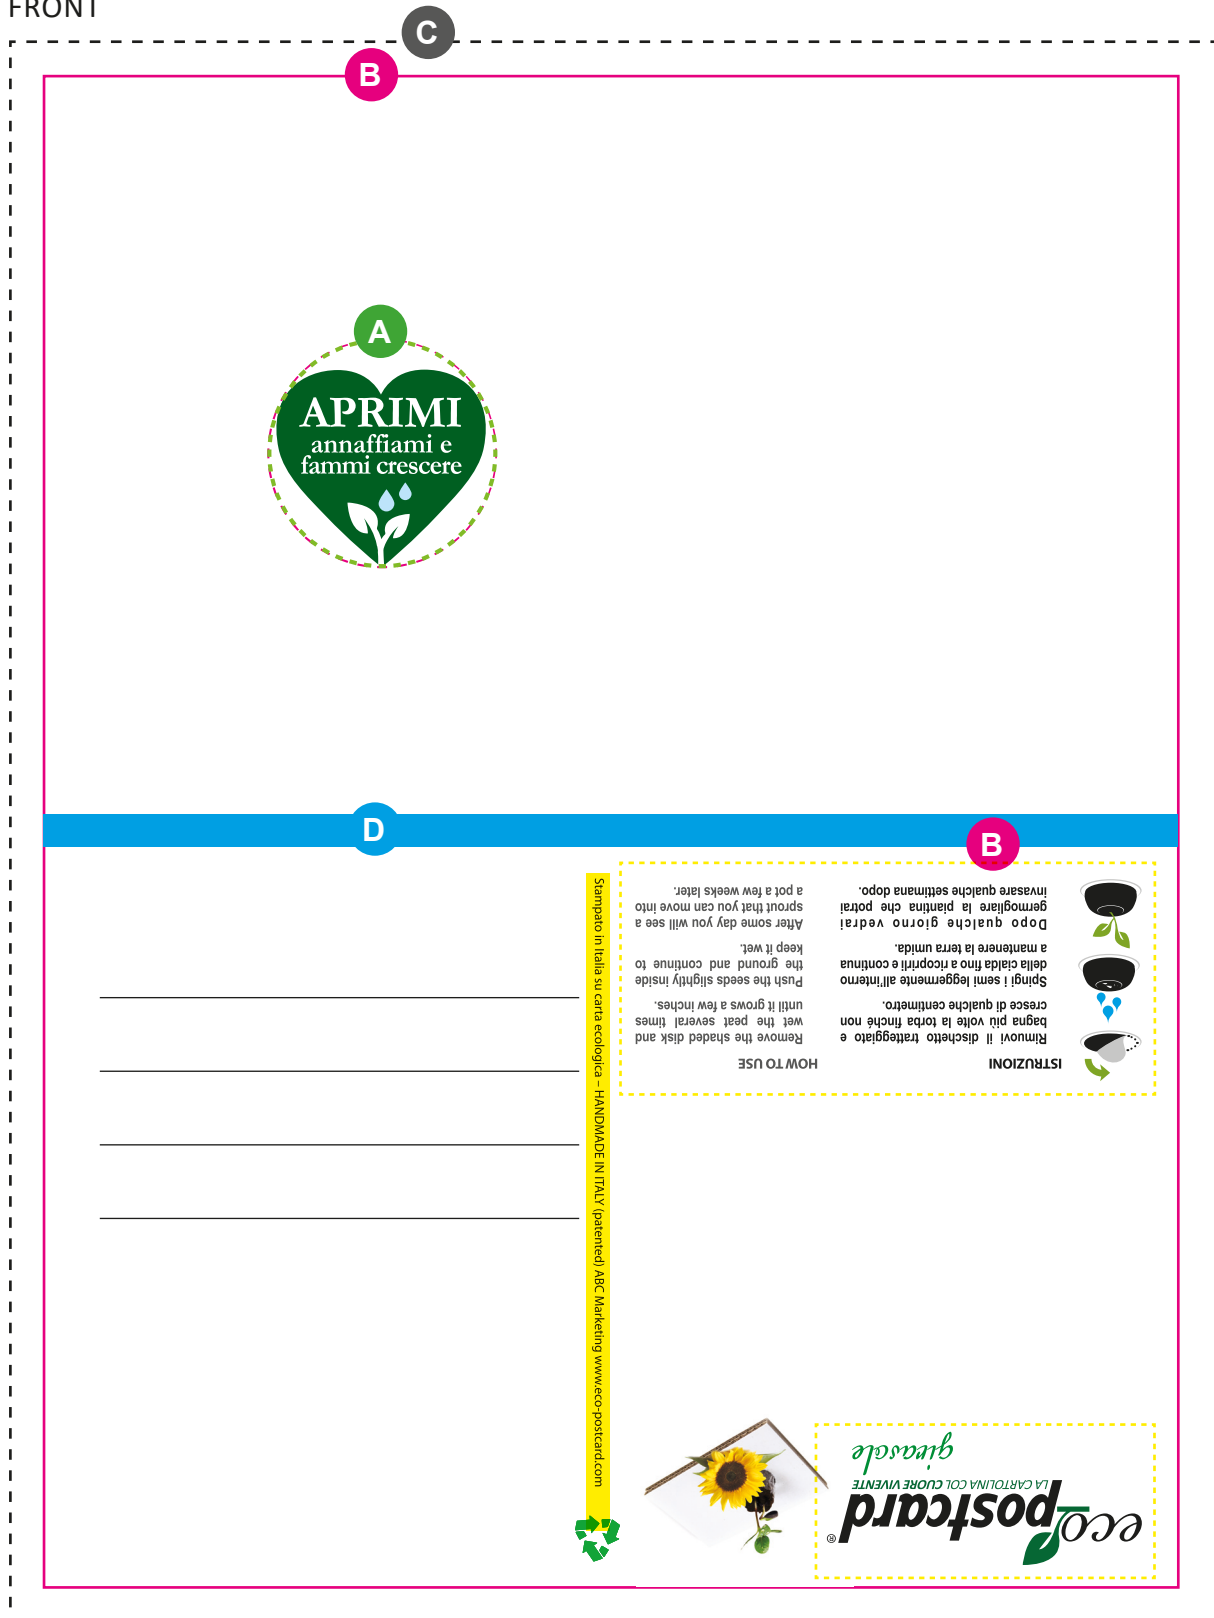 FRONT
C
B
A
APRIMI
annaffiami e
fammi crescere
D
B
Stampato in Italia su carta ecologica – HANDMADE IN ITALY (patented) ABC Marketing www.eco-postcard.com
ISTRUZIONI
Rimuovi il dischetto tratteggiato e
bagna più volte la torba finché non
cresce di qualche centimetro.
Spingi i semi leggermente all'interno
della cialda fino a ricoprirli e continua
a mantenere la terra umida.
Dopo qualche giorno vedrai
germogliare la piantina che potrai
invasare qualche settimana dopo.
HOW TO USE
Remove the shaded disk and
wet the peat several times
until it grows a few inches.
Push the seeds slightly inside
the ground and continue to
keep it wet.
After some day you will see a
sprout that you can move into
a pot a few weeks later.
eco postcard®
LA CARTOLINA COL CUORE VIVENTE
girasole